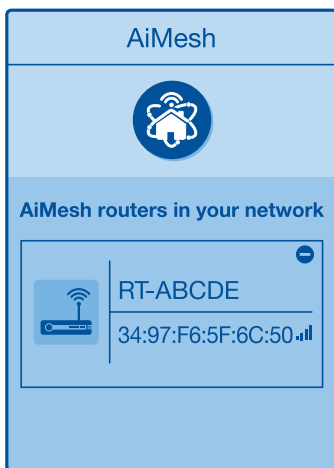 AiMesh
AiMesh routers in your network
RT-ABCDE
34:97:F6:5F:6C:50